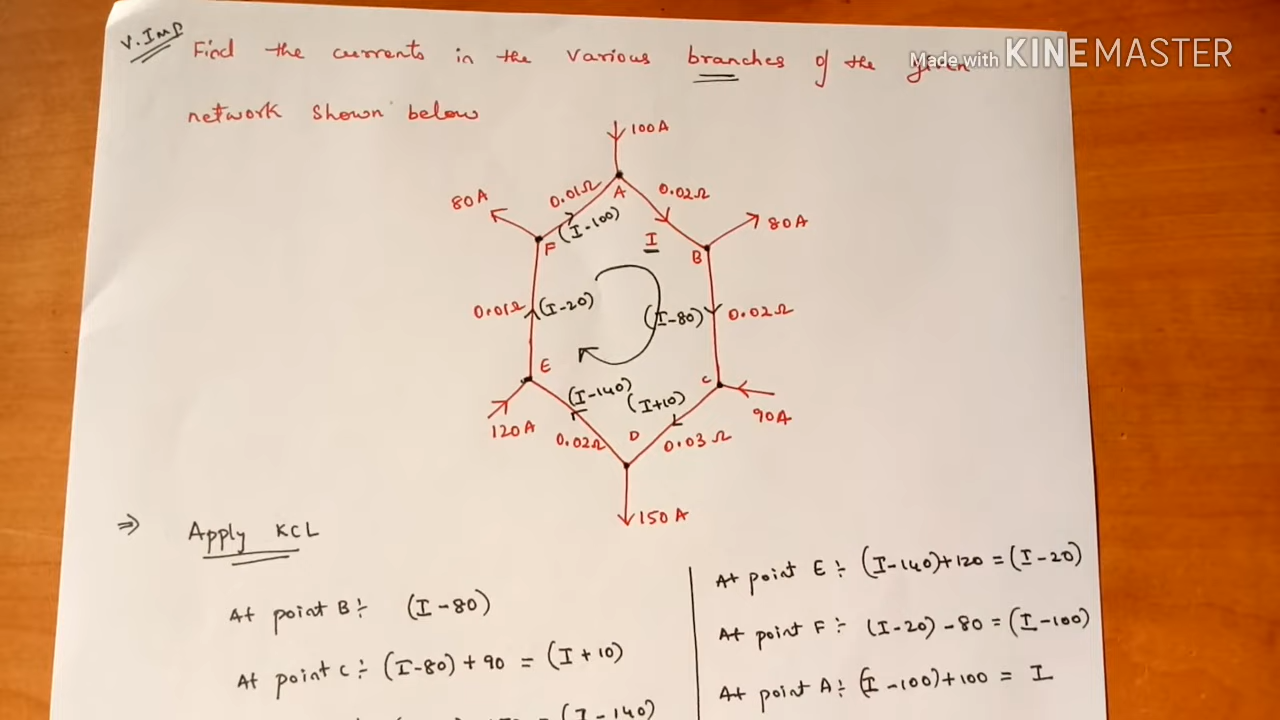 V.Imp
Find the currents in the various branches of the given
Made with KINEMASTER
network shown below
100A
0.01Ω
A
0.02Ω
80A
(I-100)
80A
F
I
B
0.01Ω
(I-20)
(I-80)
0.02Ω
E
C
(I-140)
(I+10)
90A
120A
0.02Ω
D
0.03Ω
150A
⇒ Apply KCL
At point B :- (I-80)
At point C :- (I-80)+90 = (I+10)
= (I-140)
At point E :- (I-140)+120 = (I-20)
At point F :- (I-20)-80 = (I-100)
At point A :- (I-100)+100 = I